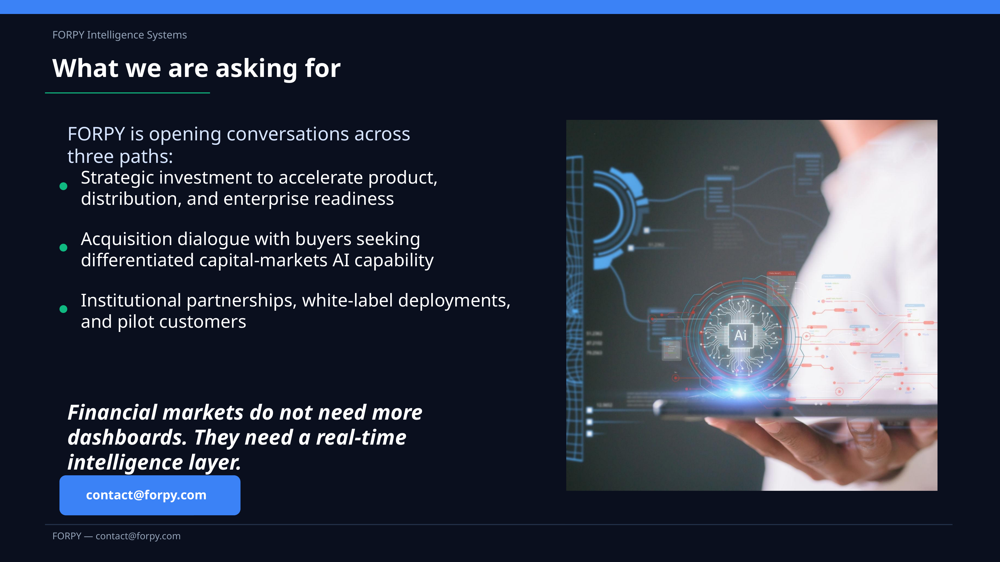 FORPY Intelligence Systems
What we are asking for
FORPY is opening conversations across
three paths:
Strategic investment to accelerate product,
distribution, and enterprise readiness
Acquisition dialogue with buyers seeking
differentiated capital-markets AI capability
Institutional partnerships, white-label deployments,
and pilot customers
Ai
Financial markets do not need more
dashboards. They need a real-time
intelligence layer.
contact@forpy.com
FORPY — contact@forpy.com